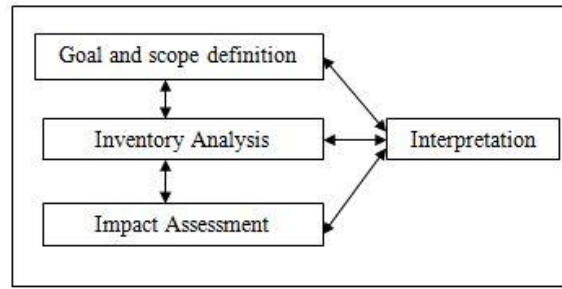 Goal and scope definition
Inventory Analysis
Interpretation
Impact Assessment